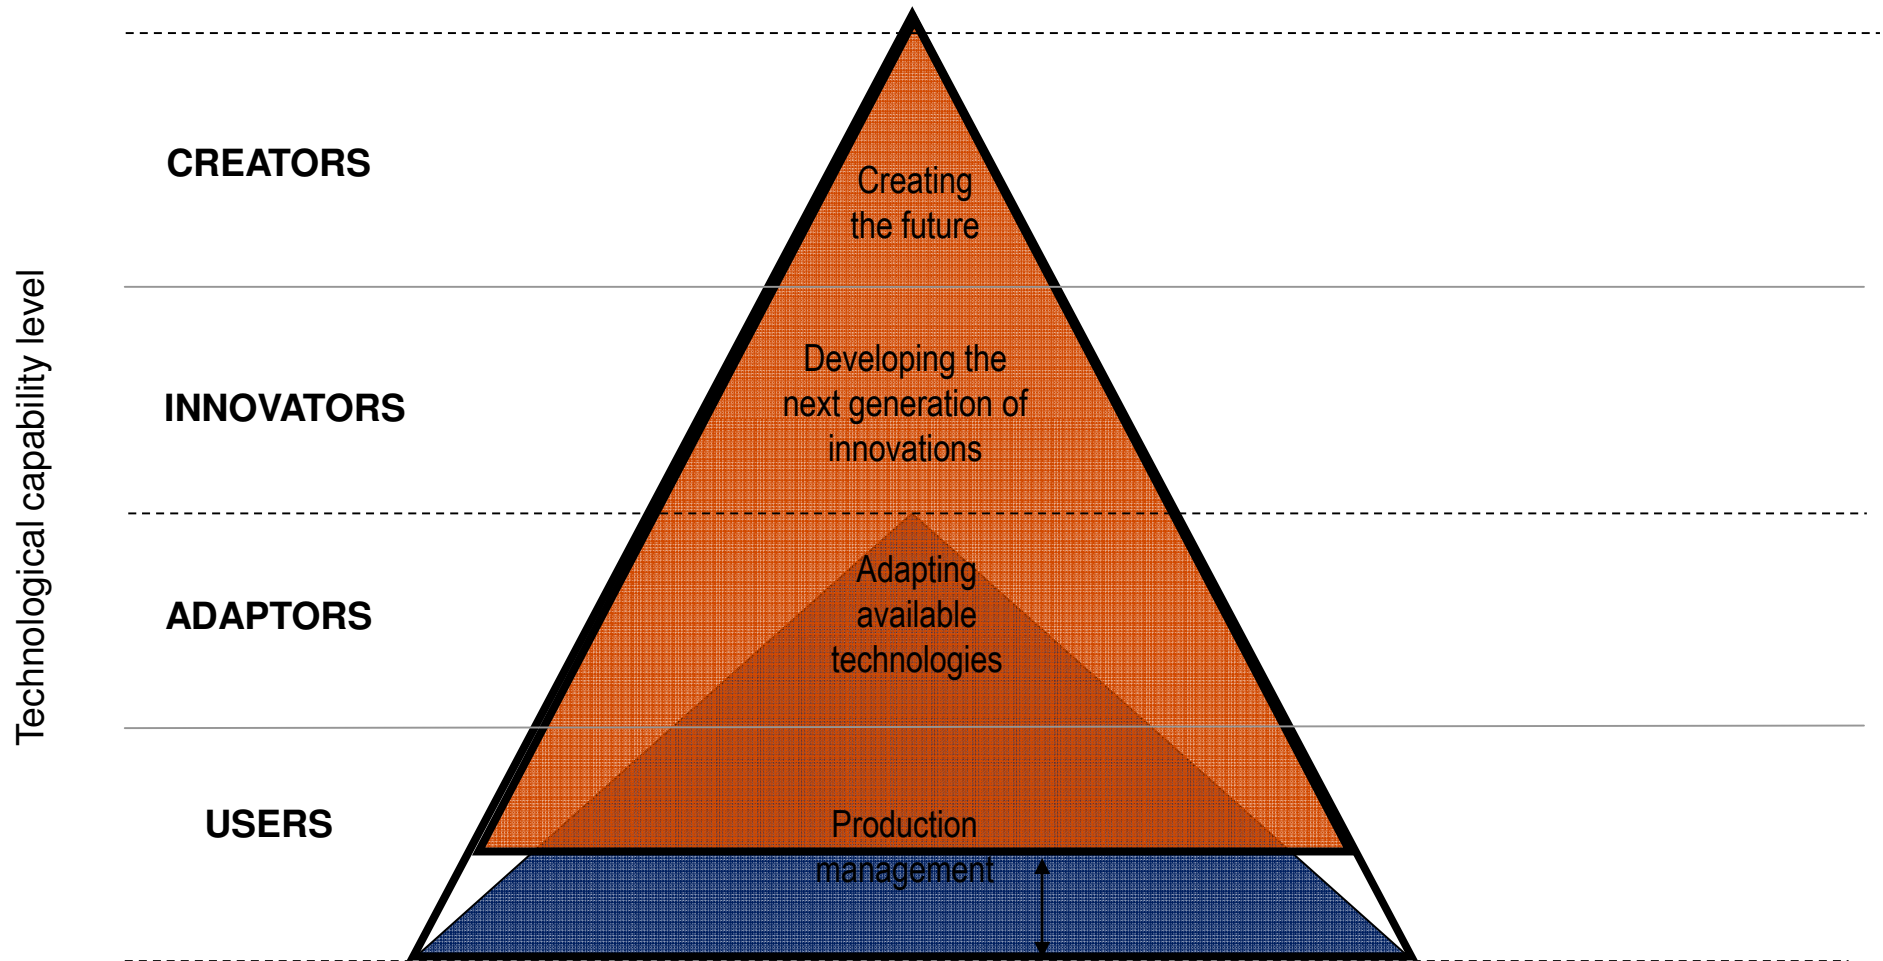 Technological capability level
CREATORS
Creating
the future
INNOVATORS
Developing the
next generation of
innovations
ADAPTORS
Adapting
available
technologies
USERS
Production
management